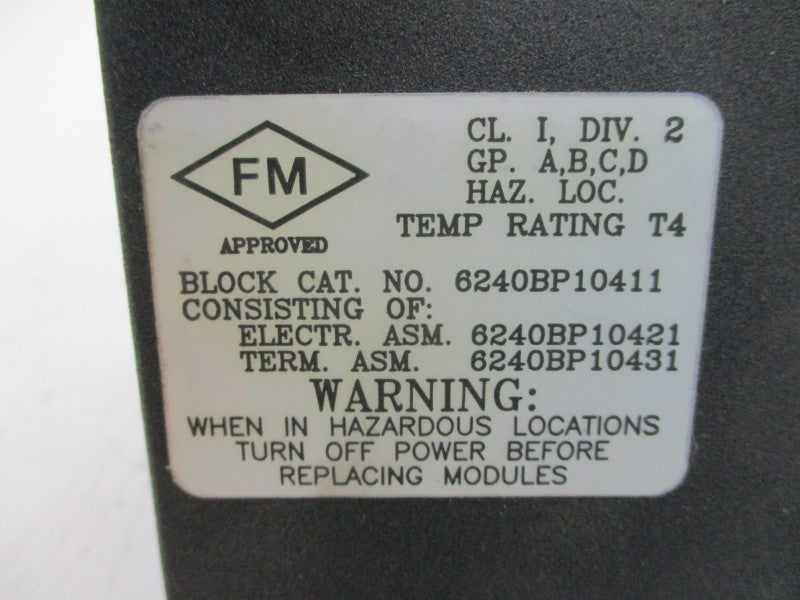 FM
APPROVED
CL. I, DIV. 2
GP. A,B,C,D
HAZ. LOC.
TEMP RATING T4
BLOCK CAT. NO. 6240BP10411
CONSISTING OF:
ELECTR. ASM. 6240BP10421
TERM. ASM. 6240BP10431
WARNING:
WHEN IN HAZARDOUS LOCATIONS
TURN OFF POWER BEFORE
REPLACING MODULES